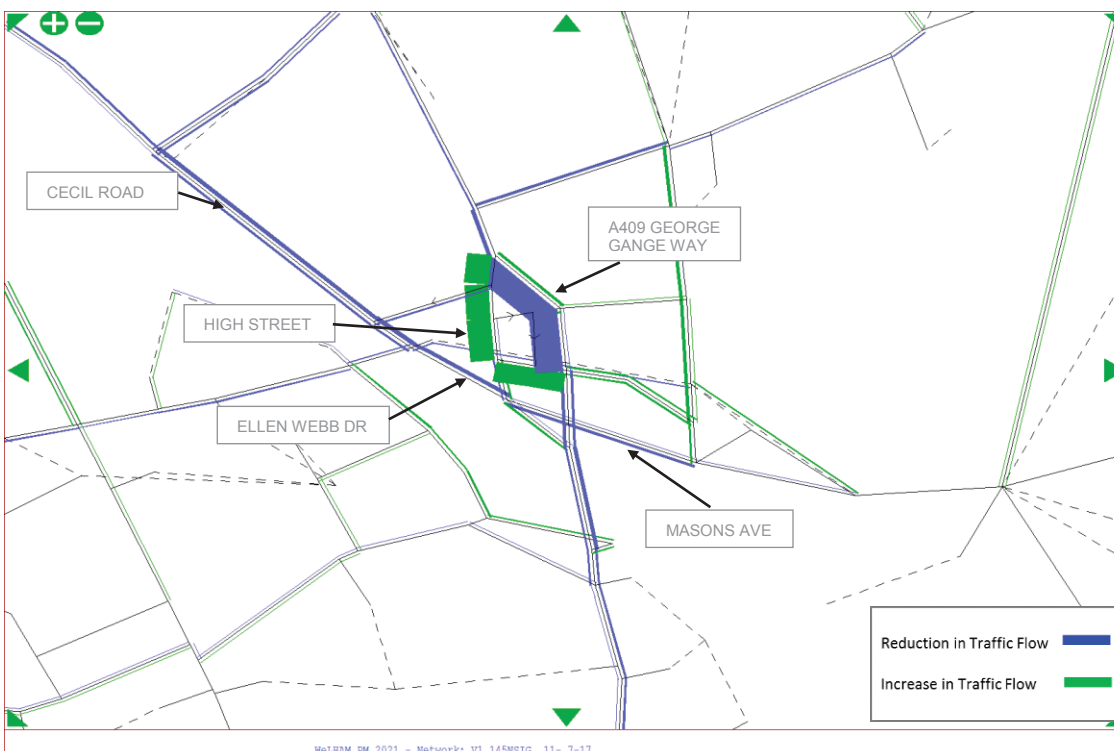 CECIL ROAD
A409 GEORGE
GANGE WAY
HIGH STREET
ELLEN WEBB DR
MASONS AVE
Reduction in Traffic Flow
Increase in Traffic Flow